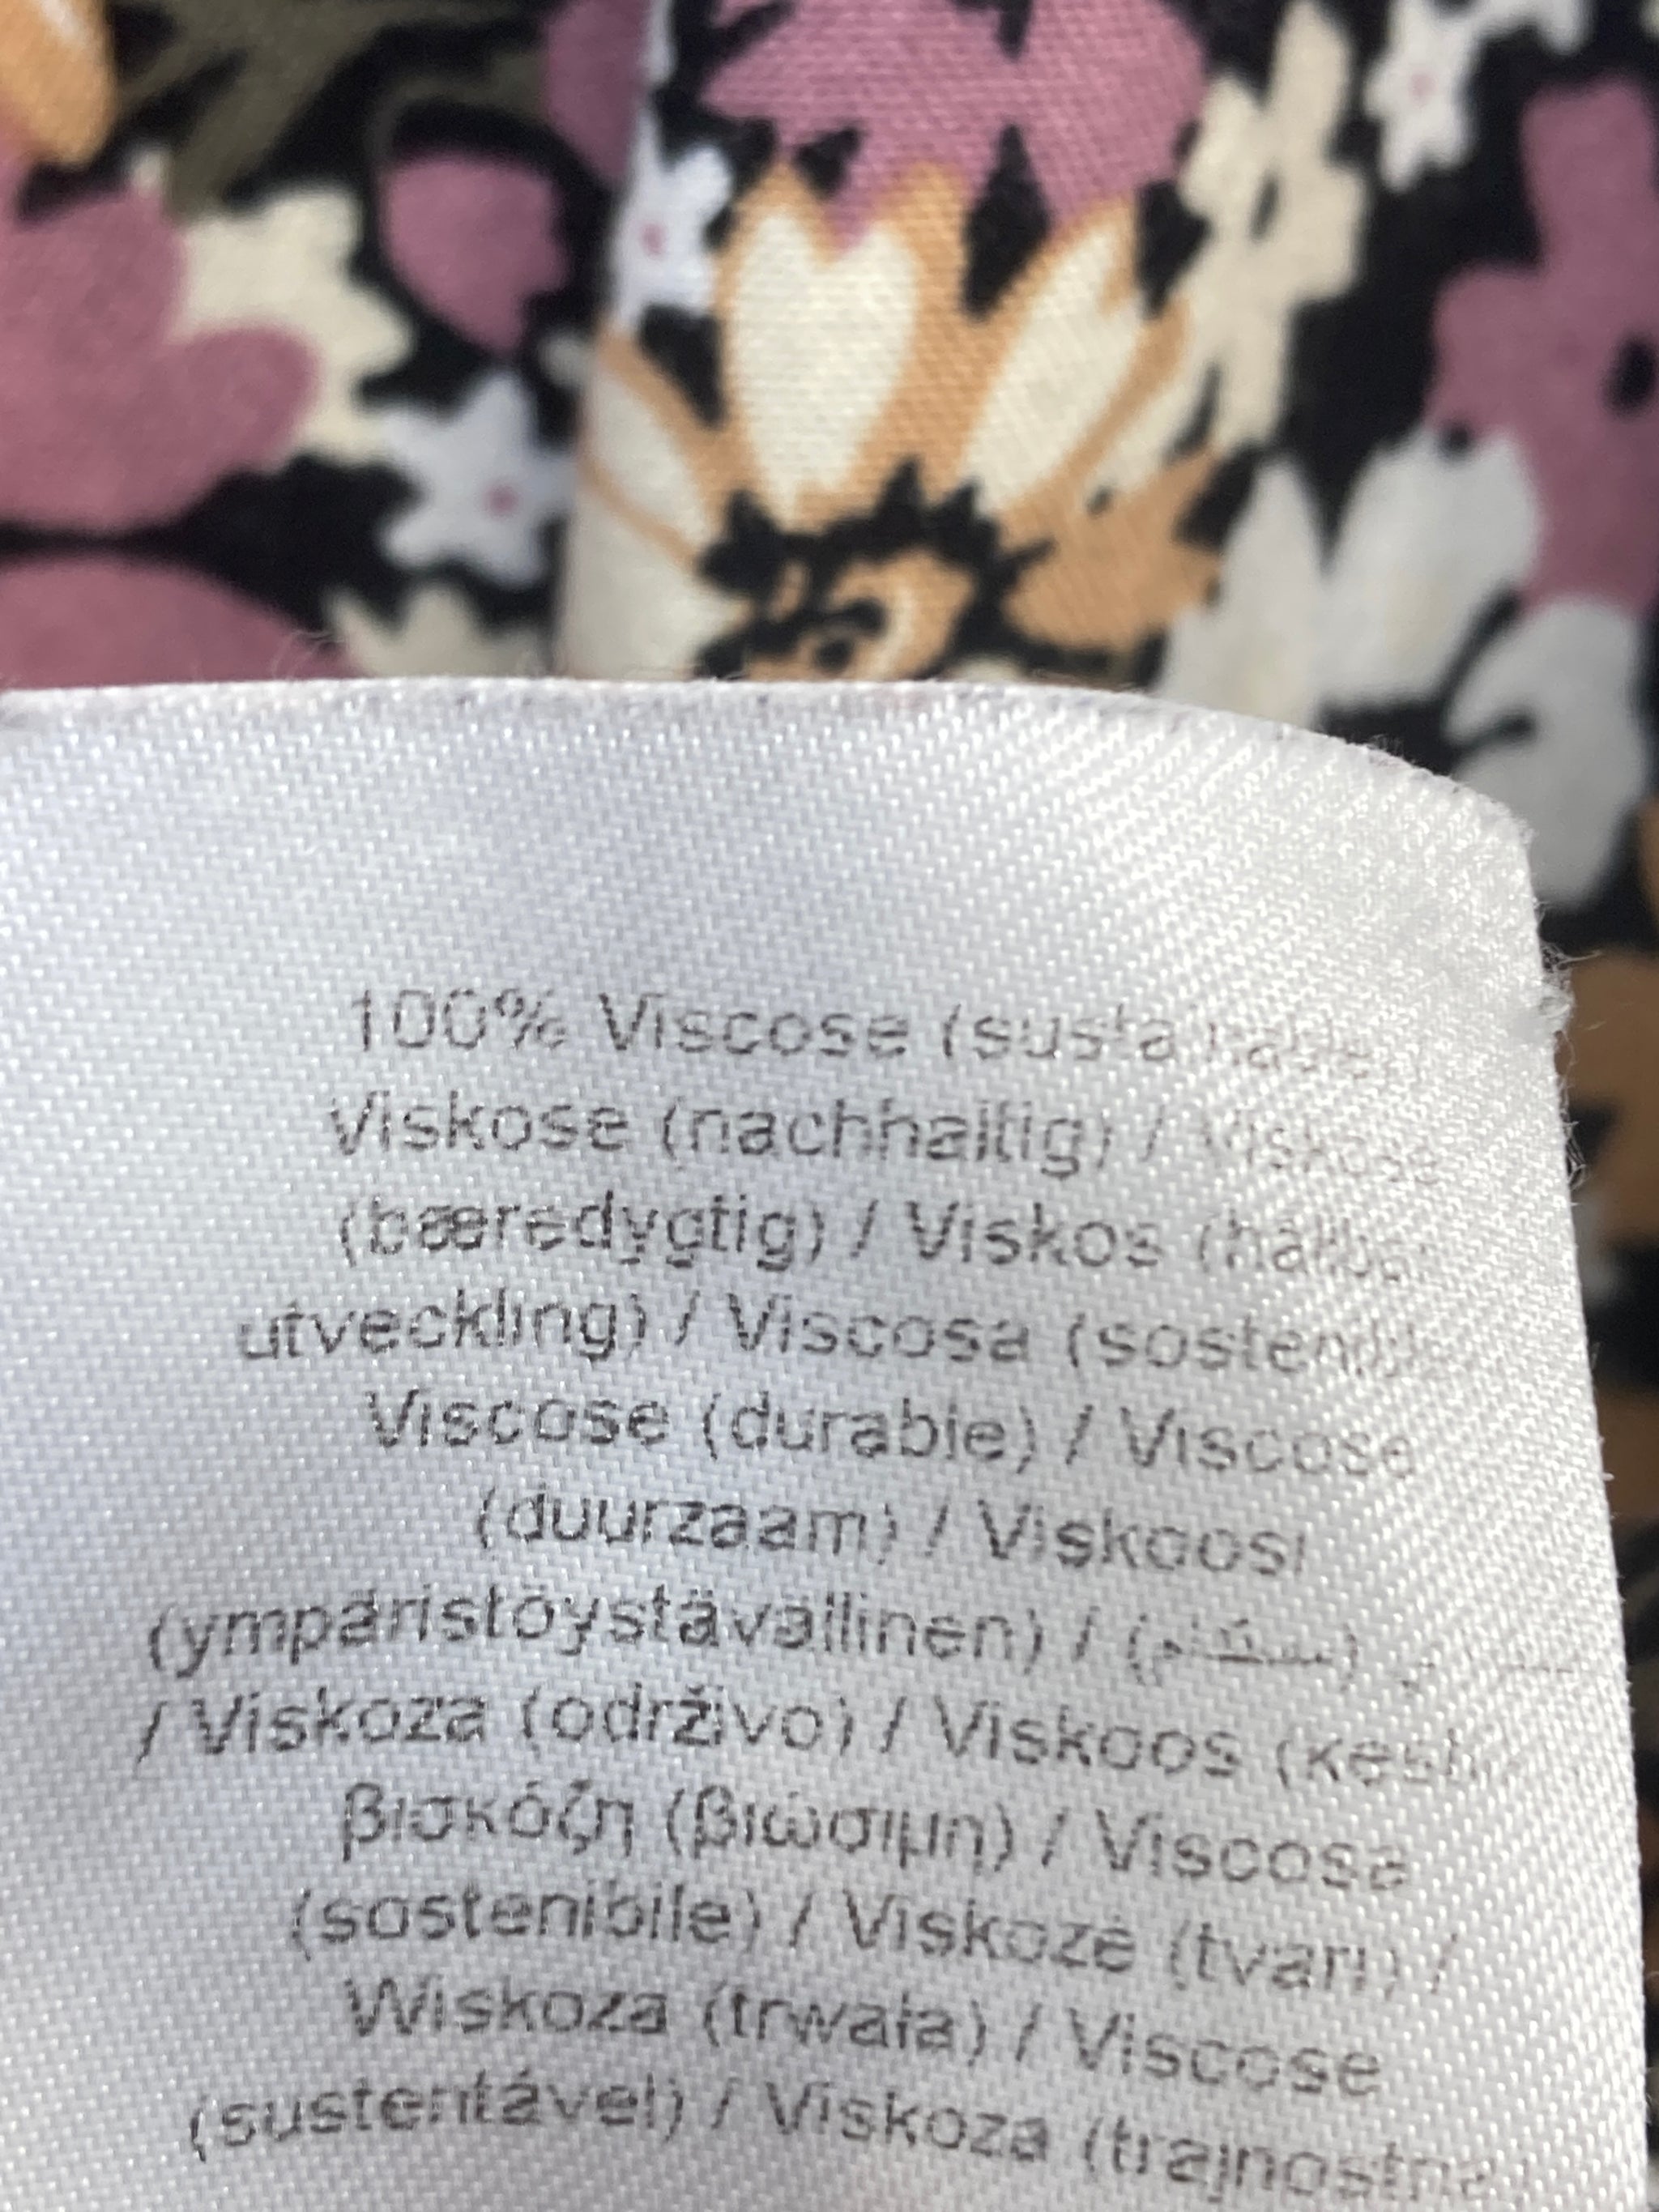 100% Viscose
Viskose (nachhaltig) / Viskose
(bæredygtig) / Viskos
utveckling) / Viscosa
Viscose (durable) / Viscose
(duurzaam) / Viskoosi
(ympäristöystävällinen) /
/ Viskoza (održivo) / Viskoos
βισκόζη (βιώσιμη) / Viscosa
(sostenibile) / Viskozė (tvari) /
Wiskoza (trwała) / Viscose
(sustentável) / Viskoza